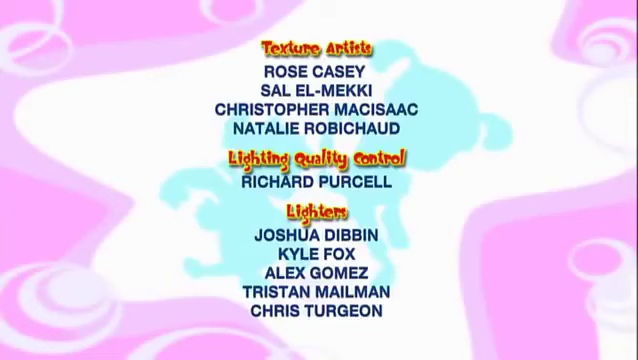 Texture Artists
ROSE CASEY
SAL EL-MEKKI
CHRISTOPHER MACISAAC
NATALIE ROBICHAUD
Lighting Quality Control
RICHARD PURCELL
Lighters
JOSHUA DIBBIN
KYLE FOX
ALEX GOMEZ
TRISTAN MAILMAN
CHRIS TURGEON